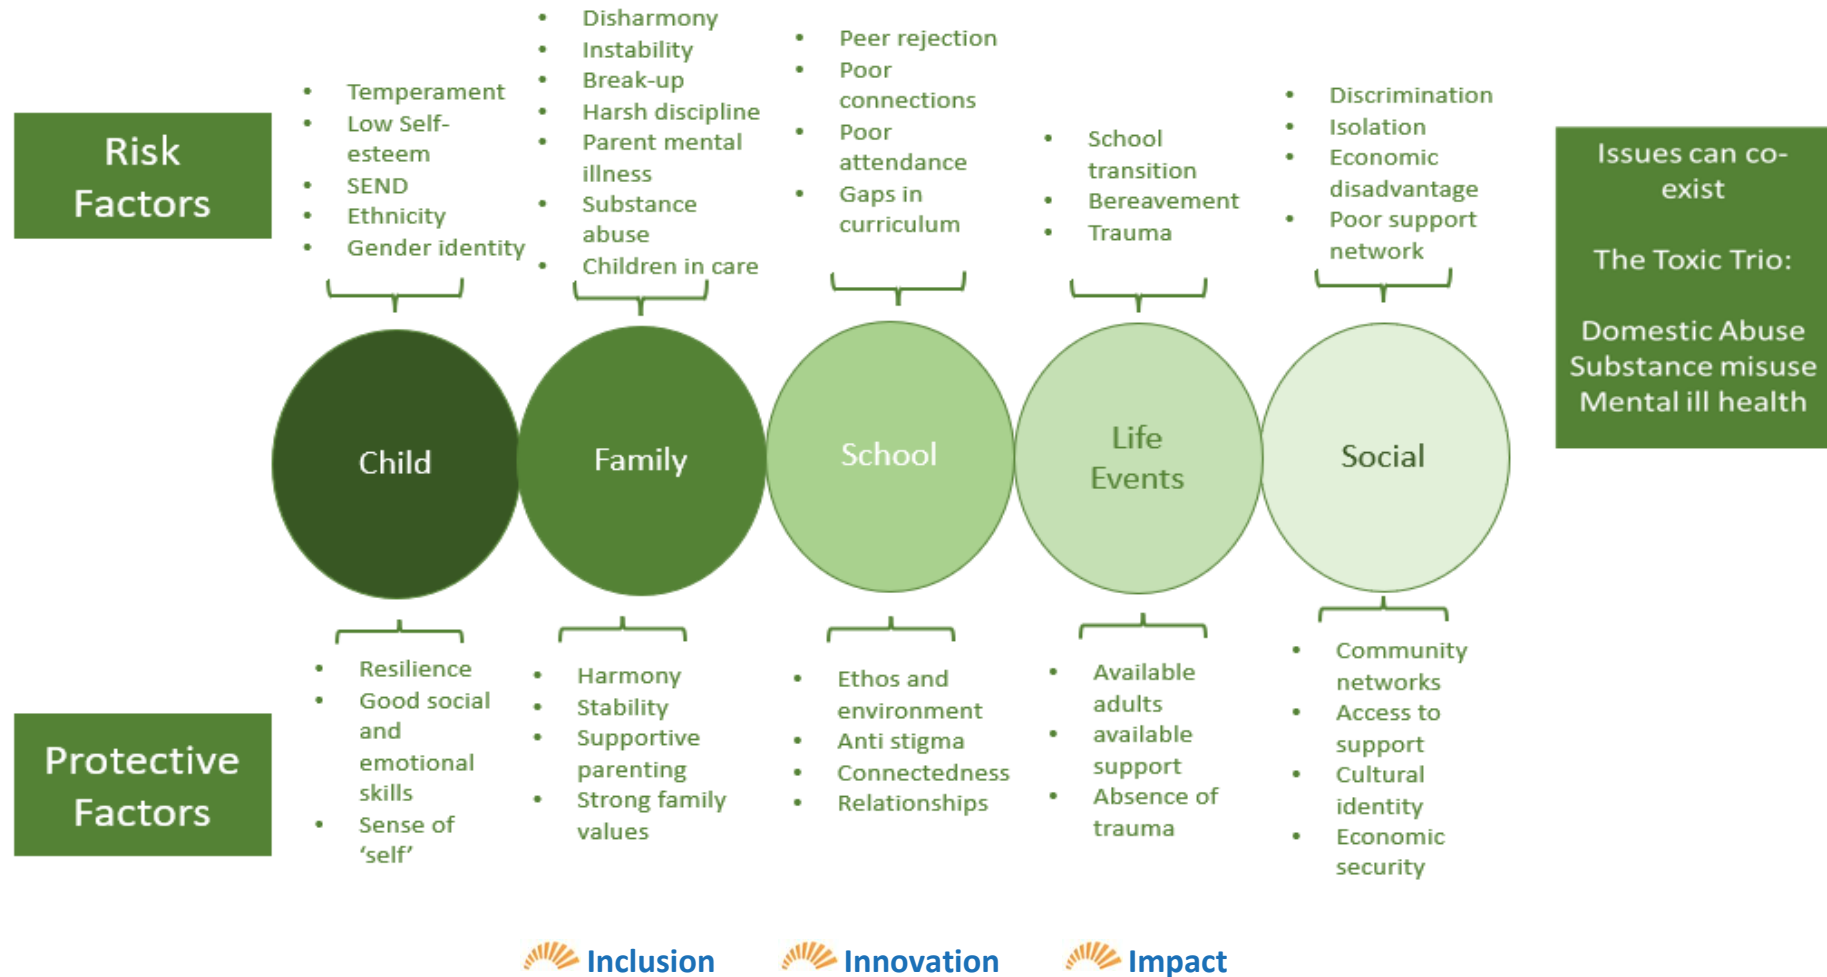 Risk
Factors
• Temperament
• Low Self-
esteem
• SEND
• Ethnicity
• Gender identity
• Disharmony
• Instability
• Break-up
• Harsh discipline
• Parent mental
illness
• Substance
abuse
• Children in care
• Peer rejection
• Poor
connections
• Poor
attendance
• Gaps in
curriculum
• School
transition
• Bereavement
• Trauma
• Discrimination
• Isolation
• Economic
disadvantage
• Poor support
network
Issues can co-
exist
The Toxic Trio:
Domestic Abuse
Substance misuse
Mental ill health
Child
Family
School
Life
Events
Social
Protective
Factors
• Resilience
• Good social
and
emotional
skills
• Sense of
‘self’
• Harmony
• Stability
• Supportive
parenting
• Strong family
values
• Ethos and
environment
• Anti stigma
• Connectedness
• Relationships
• Available
adults
• available
support
• Absence of
trauma
• Community
networks
• Access to
support
• Cultural
identity
• Economic
security
Inclusion
Innovation
Impact